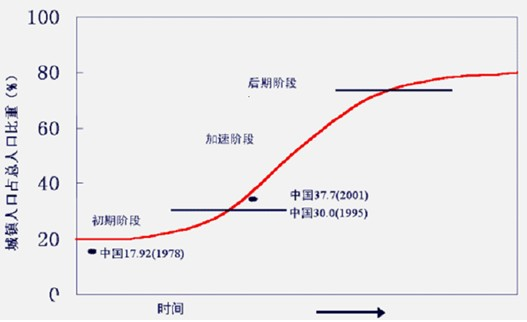 100
80
60
40
20
0
城镇人口占总人口比重（%）
后期阶段
加速阶段
中国37.7(2001)
中国30.0(1995)
初期阶段
中国17.92(1978)
时间